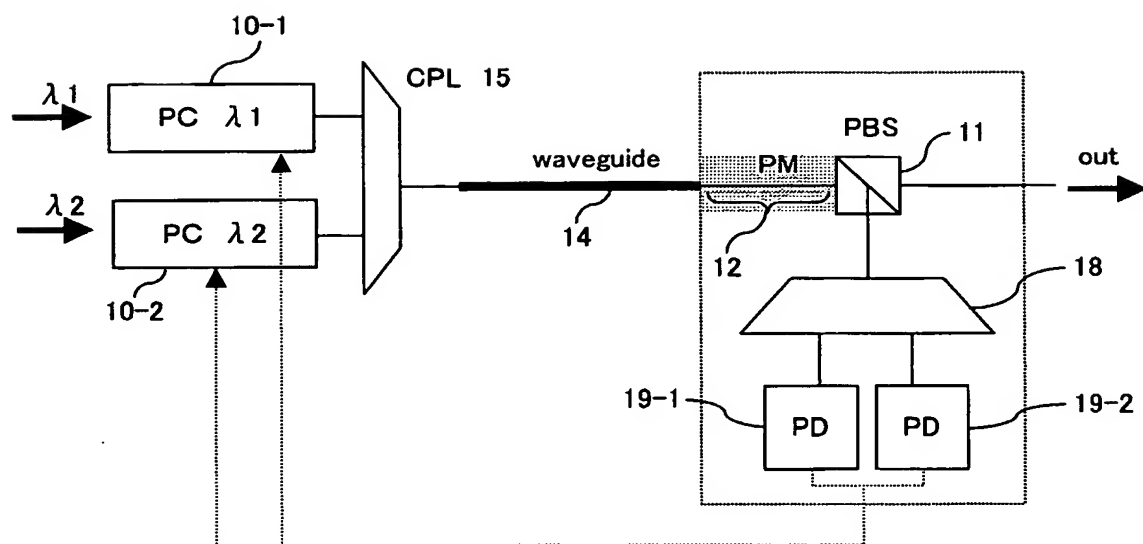 10-1
CPL 15
λ1
PC λ1
PBS
11
waveguide
PM
out
λ2
PC λ2
14
12
10-2
18
19-1
PD
PD
19-2